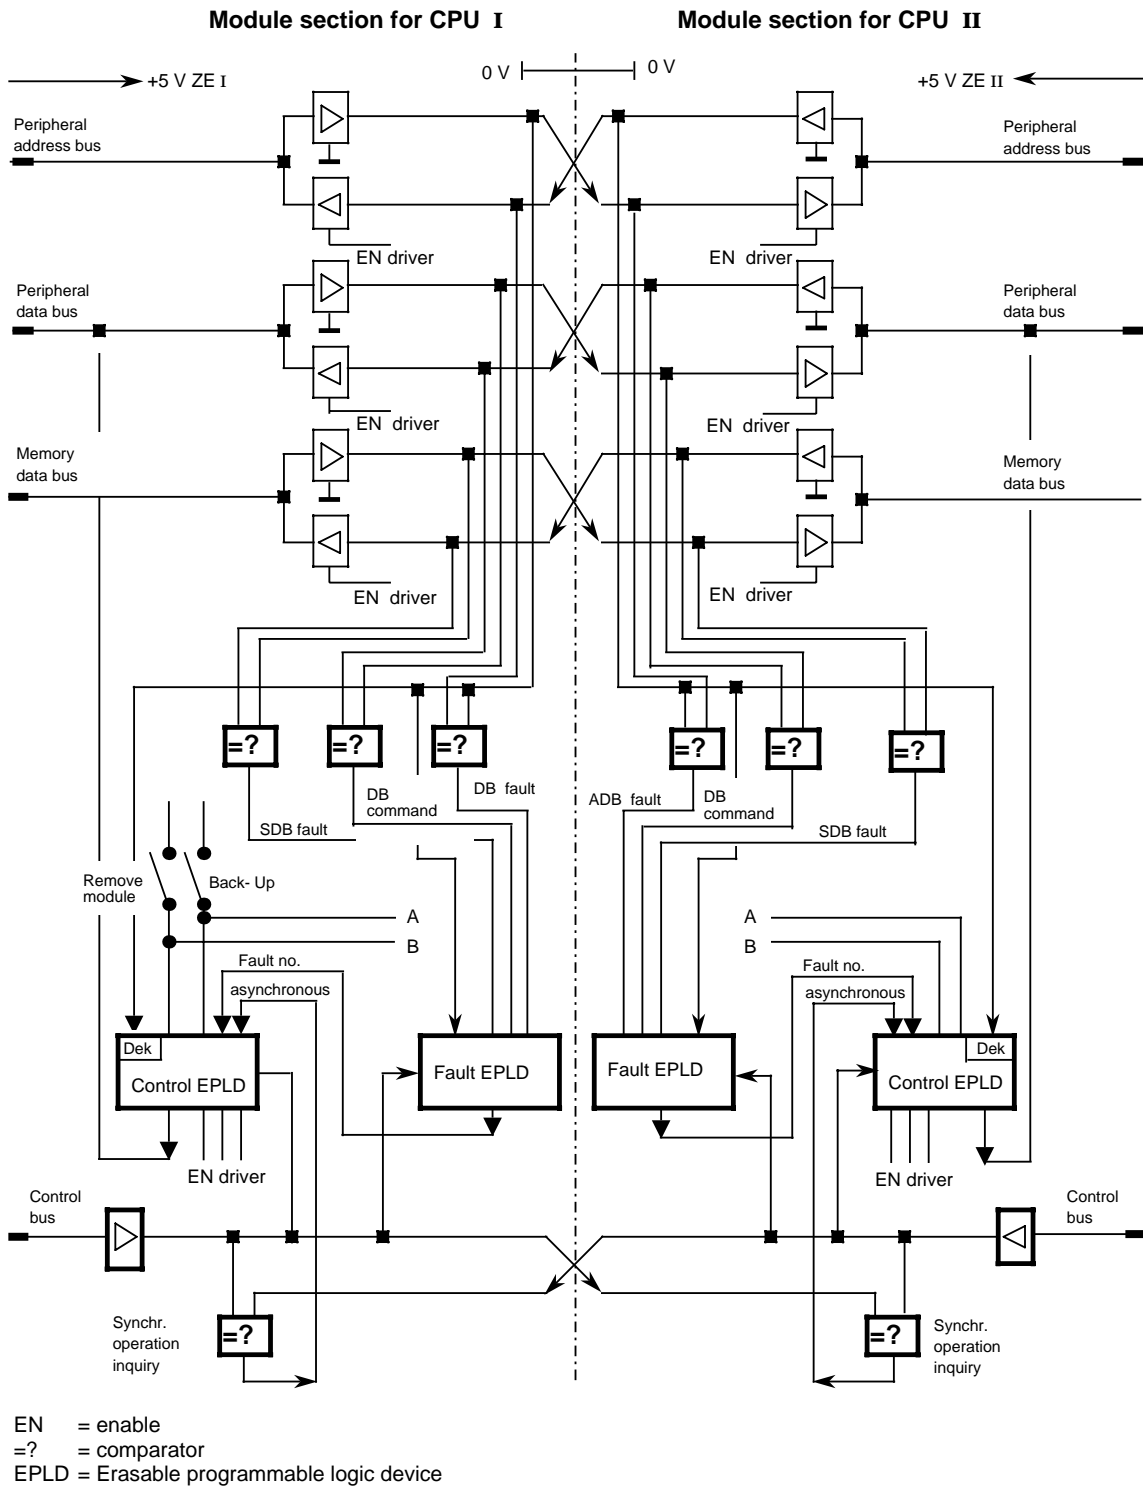 Module section for CPU I
Module section for CPU II
+5 V ZE I
0 V
0 V
+5 V ZE II
Peripheral
address bus
Peripheral
address bus
EN driver
EN driver
Peripheral
data bus
Peripheral
data bus
EN driver
EN driver
Memory
data bus
Memory
data bus
EN driver
EN driver
=?
=?
=?
=?
=?
=?
DB
command
DB fault
SDB fault
ADB fault
DB
command
SDB fault
Remove
module
Back- Up
A
B
A
B
Fault no.
asynchronous
Fault no.
asynchronous
Dek
Control EPLD
Fault EPLD
Fault EPLD
Dek
Control EPLD
EN driver
EN driver
Control
bus
Control
bus
=?
=?
Synchr.
operation
inquiry
Synchr.
operation
inquiry
EN = enable
=? = comparator
EPLD = Erasable programmable logic device